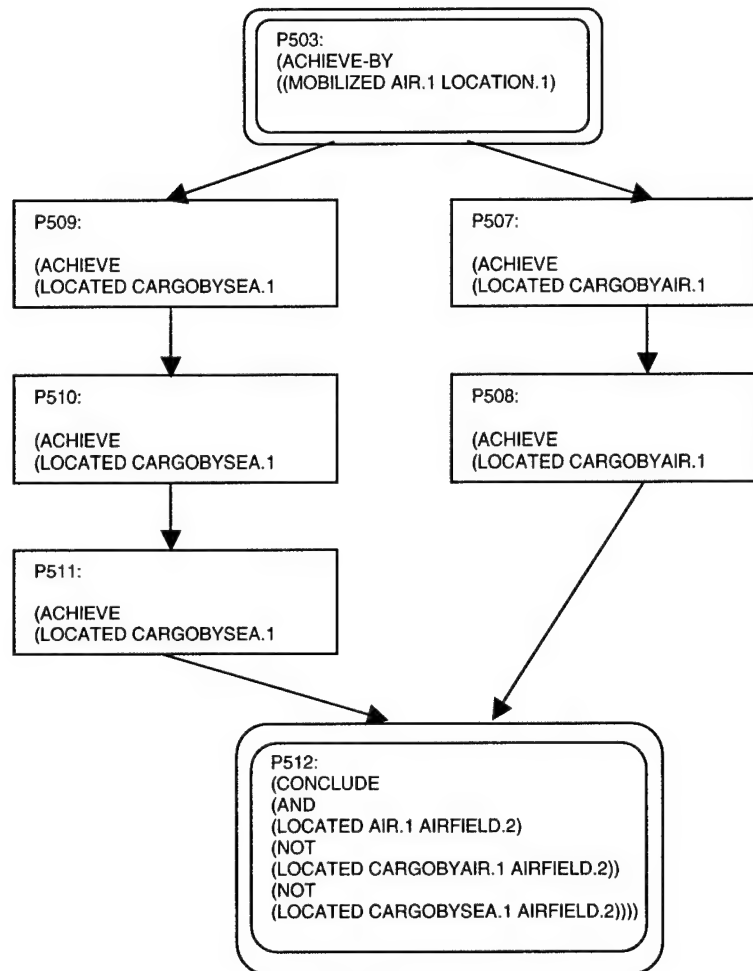 P503:
(ACHIEVE-BY
((MOBILIZED AIR.1 LOCATION.1)
P509:
(ACHIEVE
(LOCATED CARGOBYSEA.1
P507:
(ACHIEVE
(LOCATED CARGOBYAIR.1
P510:
(ACHIEVE
(LOCATED CARGOBYSEA.1
P508:
(ACHIEVE
(LOCATED CARGOBYAIR.1
P511:
(ACHIEVE
(LOCATED CARGOBYSEA.1
P512:
(CONCLUDE
(AND
(LOCATED AIR.1 AIRFIELD.2)
(NOT
(LOCATED CARGOBYAIR.1 AIRFIELD.2))
(NOT
(LOCATED CARGOBYSEA.1 AIRFIELD.2))))